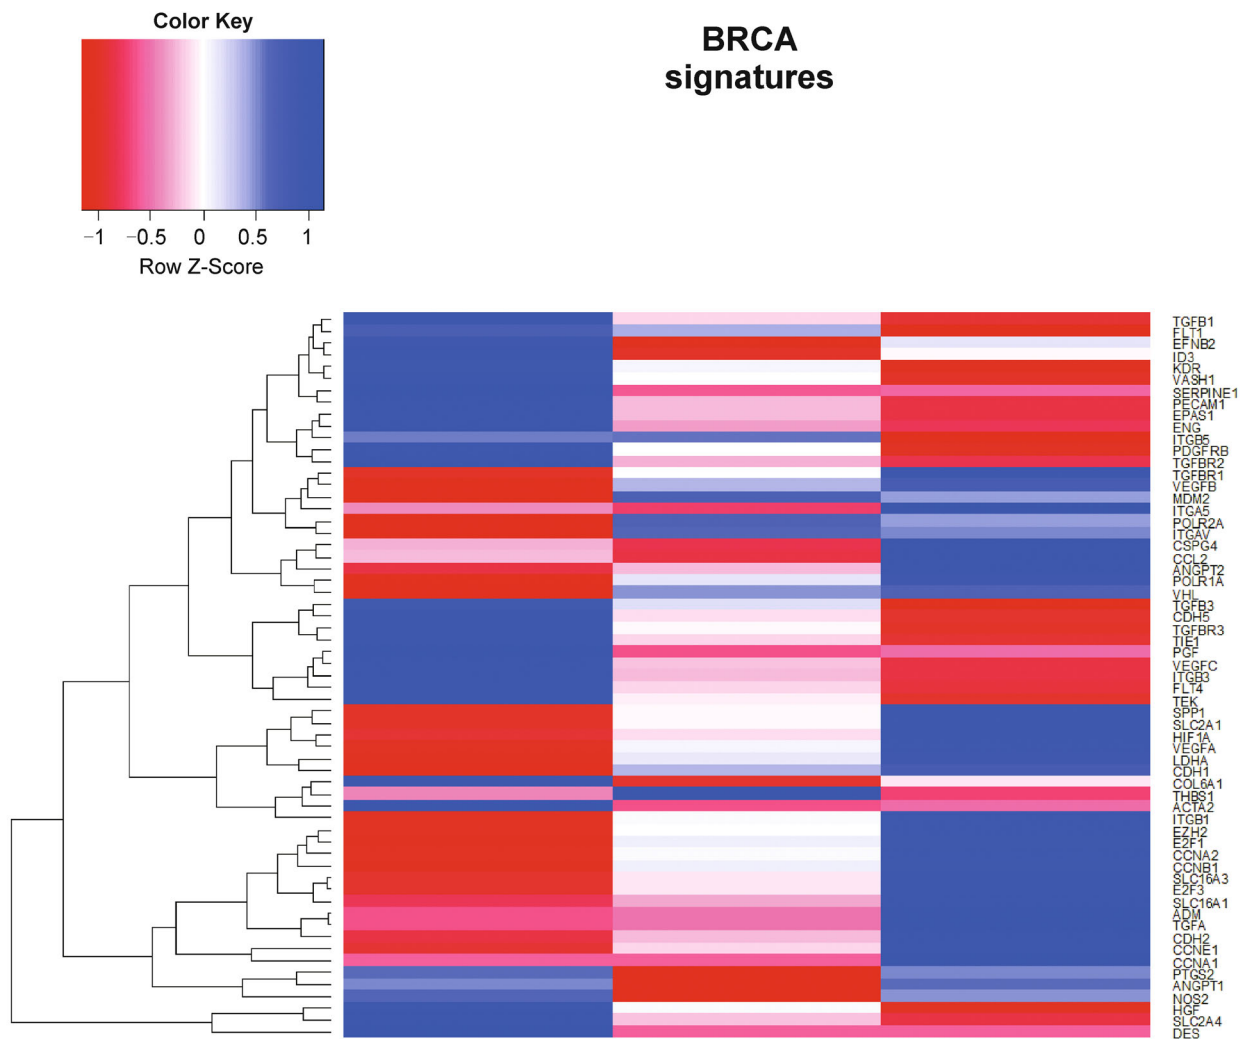 Color Key
BRCA
signatures
−1 −0.5 0 0.5 1
Row Z-Score
TGFB1
FLT1
EFNB2
ID3
KDR
VASH1
SERPINE1
PECAM1
EPAS1
ENG
ITGB5
PDGFRB
TGFBR2
TGFBR1
VEGFB
MDM2
ITGA5
POLR2A
ITGAV
CSPG4
CCL2
ANGPT2
POLR1A
VHL
TGFB3
CDH5
TGFBR3
TIE1
PGF
VEGFC
ITGB3
FLT4
TEK
SPP1
SLC2A1
HIF1A
VEGFA
LDHA
CDH1
COL6A1
THBS1
ACTA2
ITGB1
EZH2
E2F1
CCNA2
CCNB1
SLC16A3
E2F3
SLC16A1
ADM
TGFA
CDH2
CCNE1
CCNA1
PTGS2
ANGPT1
NOS2
HGF
SLC2A4
DES